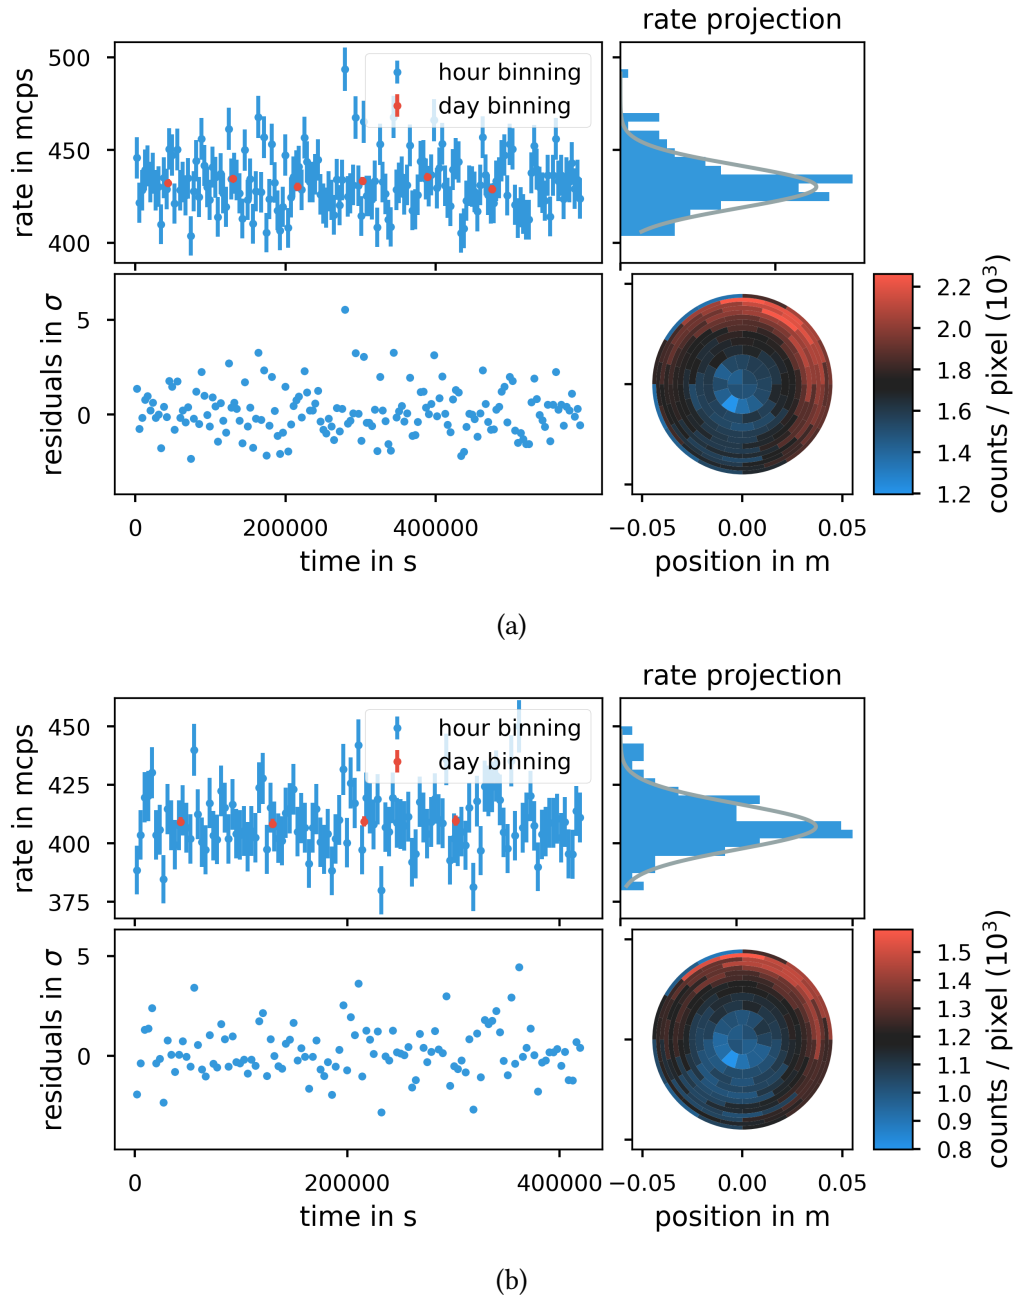 rate projection
500
450
400
rate in mcps
hour binning
day binning
5
0
residuals in σ
0
200000
400000
time in s
−0.05
0.00
0.05
position in m
2.2
2.0
1.8
1.6
1.4
1.2
counts / pixel (10³)
(a)
rate projection
450
425
400
375
rate in mcps
hour binning
day binning
5
0
residuals in σ
0
200000
400000
time in s
−0.05
0.00
0.05
position in m
1.5
1.4
1.3
1.2
1.1
1.0
0.9
0.8
counts / pixel (10³)
(b)